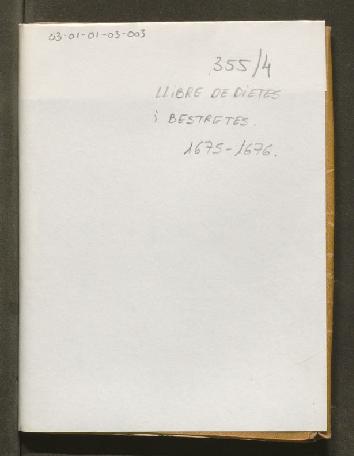 03-01-01-03-003
355/4
LLIBRE DE DIETES
i BESTRETES.
1675-1676.